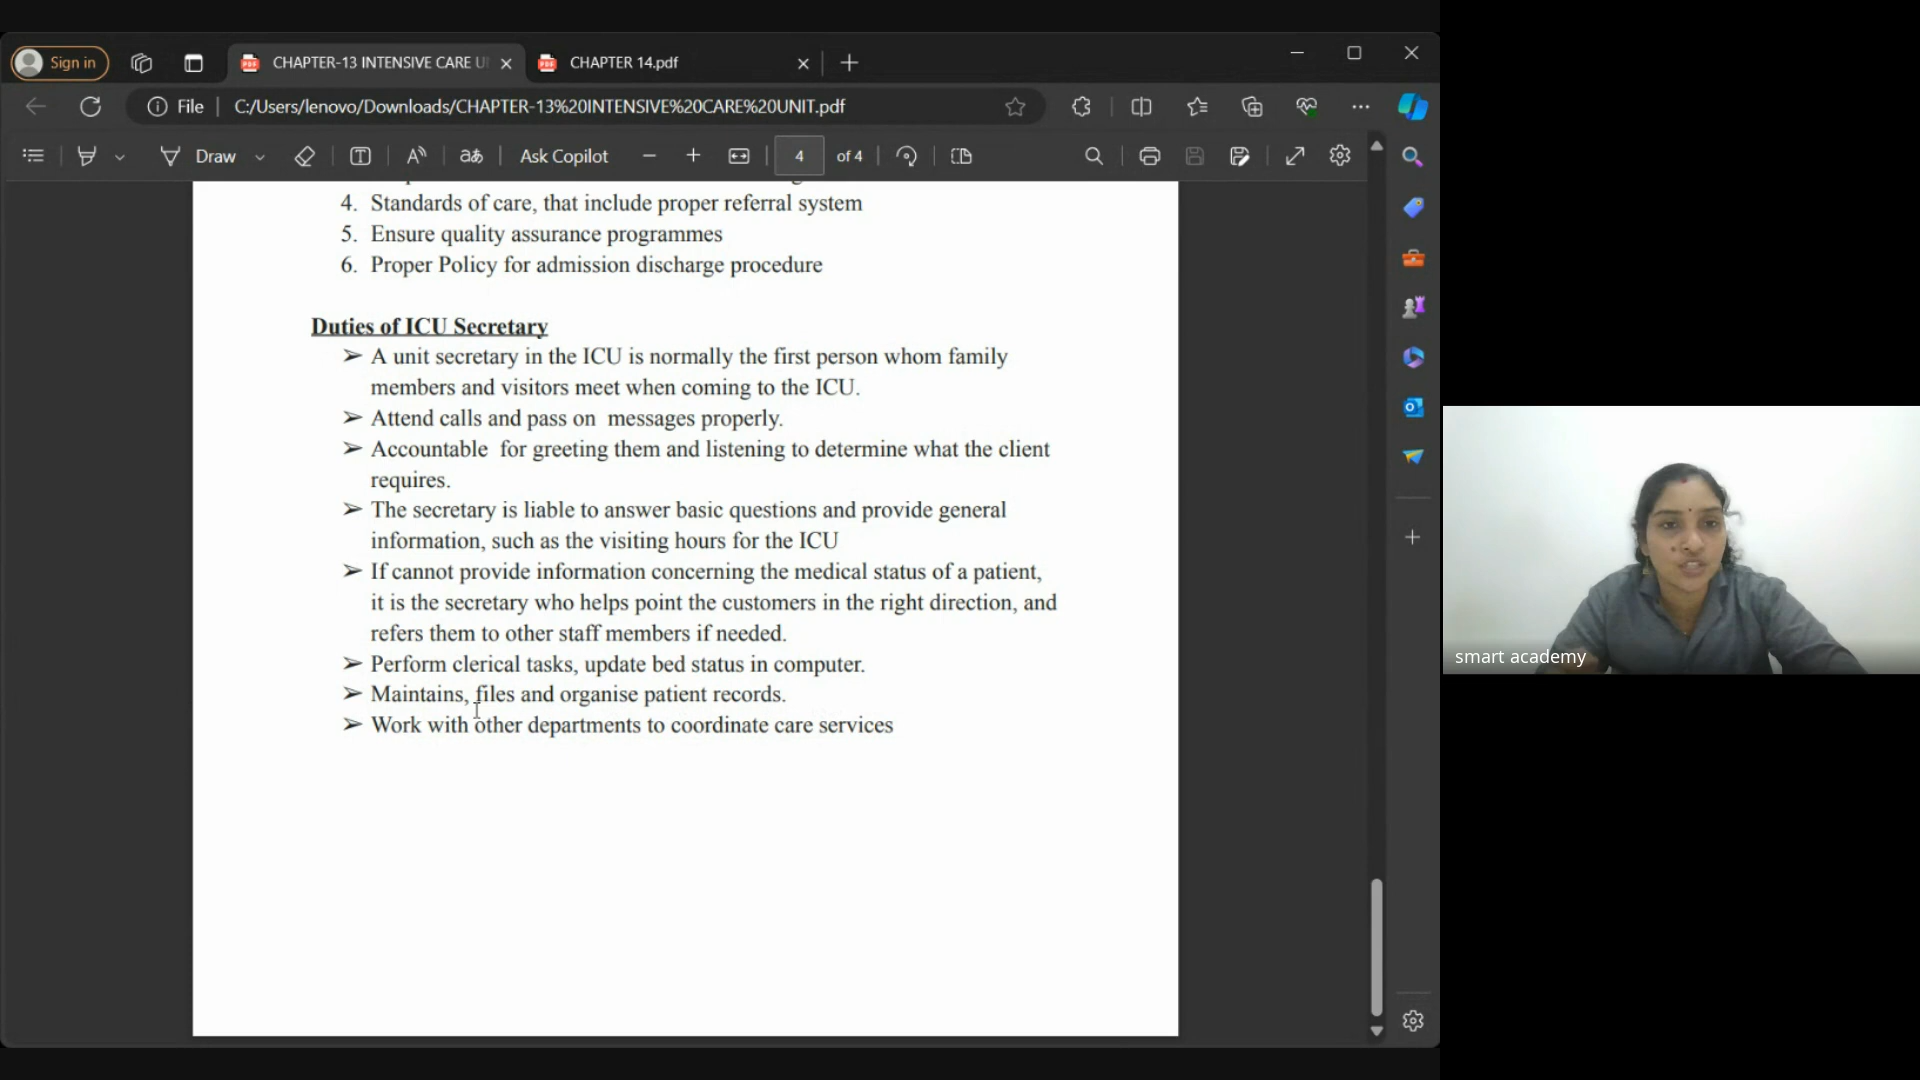 Sign in
CHAPTER-13 INTENSIVE CARE U
CHAPTER 14.pdf
File
C:/Users/lenovo/Downloads/CHAPTER-13%20INTENSIVE%20CARE%20UNIT.pdf
Draw
Ask Copilot
4 of 4
4. Standards of care, that include proper referral system
5. Ensure quality assurance programmes
6. Proper Policy for admission discharge procedure
Duties of ICU Secretary
➢ A unit secretary in the ICU is normally the first person whom family
members and visitors meet when coming to the ICU.
➢ Attend calls and pass on messages properly.
➢ Accountable for greeting them and listening to determine what the client
requires.
➢ The secretary is liable to answer basic questions and provide general
information, such as the visiting hours for the ICU
➢ If cannot provide information concerning the medical status of a patient,
it is the secretary who helps point the customers in the right direction, and
refers them to other staff members if needed.
➢ Perform clerical tasks, update bed status in computer.
➢ Maintains, files and organise patient records.
➢ Work with other departments to coordinate care services
smart academy